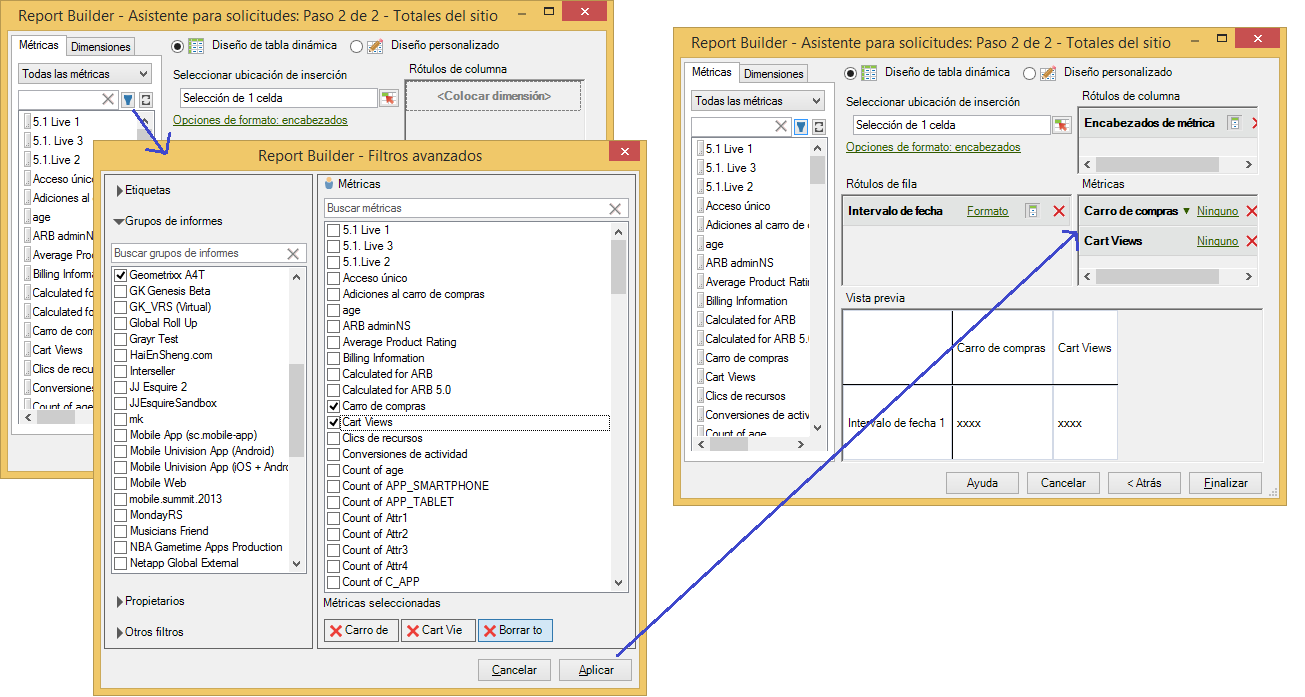 Report Builder - Asistente para solicitudes: Paso 2 de 2 - Totales del sitio
Métricas
Dimensiones
Diseño de tabla dinámica
Diseño personalizado
Todas las métricas
Seleccionar ubicación de inserción
Rótulos de columna
Selección de 1 celda
<Colocar dimensión>
Opciones de formato: encabezados
5.1 Live 1
5.1. Live 3
5.1.Live 2
Acceso únic
Adiciones al
age
ARB adminN
Average Proc
Billing Informa
Calculated fo
Calculated fo
Carro de com
Cart Views
Clics de recu
Conversiones
Count of age
Report Builder - Filtros avanzados
Etiquetas
Grupos de informes
Buscar grupos de informes
Geometrixx A4T
GK Genesis Beta
GK_VRS (Virtual)
Global Roll Up
Grayr Test
HaiEnSheng.com
Interseller
JJ Esquire 2
JJEsquireSandbox
mk
Mobile App (sc.mobile-app)
Mobile Univision App (Android)
Mobile Univision App (iOS + Andr
Mobile Web
mobile.summit.2013
MondayRS
Musicians Friend
NBA Gametime Apps Production
Netapp Global External
Propietarios
Otros filtros
Métricas
Buscar métricas
5.1 Live 1
5.1. Live 3
5.1.Live 2
Acceso único
Adiciones al carro de compras
age
ARB adminNS
Average Product Rating
Billing Information
Calculated for ARB
Calculated for ARB 5.0
Carro de compras
Cart Views
Clics de recursos
Conversiones de actividad
Count of age
Count of APP_SMARTPHONE
Count of APP_TABLET
Count of Attr1
Count of Attr2
Count of Attr3
Count of Attr4
Count of C_APP
Métricas seleccionadas
Carro de
Cart Vie
Borrar to
Cancelar
Aplicar
Report Builder - Asistente para solicitudes: Paso 2 de 2 - Totales del sitio
Métricas
Dimensiones
Diseño de tabla dinámica
Diseño personalizado
Todas las métricas
Seleccionar ubicación de inserción
Rótulos de columna
Selección de 1 celda
Encabezados de métrica
Opciones de formato: encabezados
5.1 Live 1
5.1. Live 3
5.1.Live 2
Acceso único
Adiciones al carro de
age
ARB adminNS
Average Product Ratin
Billing Information
Calculated for ARB
Calculated for ARB 5.
Carro de compras
Cart Views
Clics de recursos
Conversiones de activ
Count of age
Rótulos de fila
Métricas
Intervalo de fecha
Formato
Carro de compras
Ninguno
Cart Views
Ninguno
Vista previa
Carro de compras
Cart Views
Intervalo de fecha 1
xxxx
xxxx
Ayuda
Cancelar
< Atrás
Finalizar